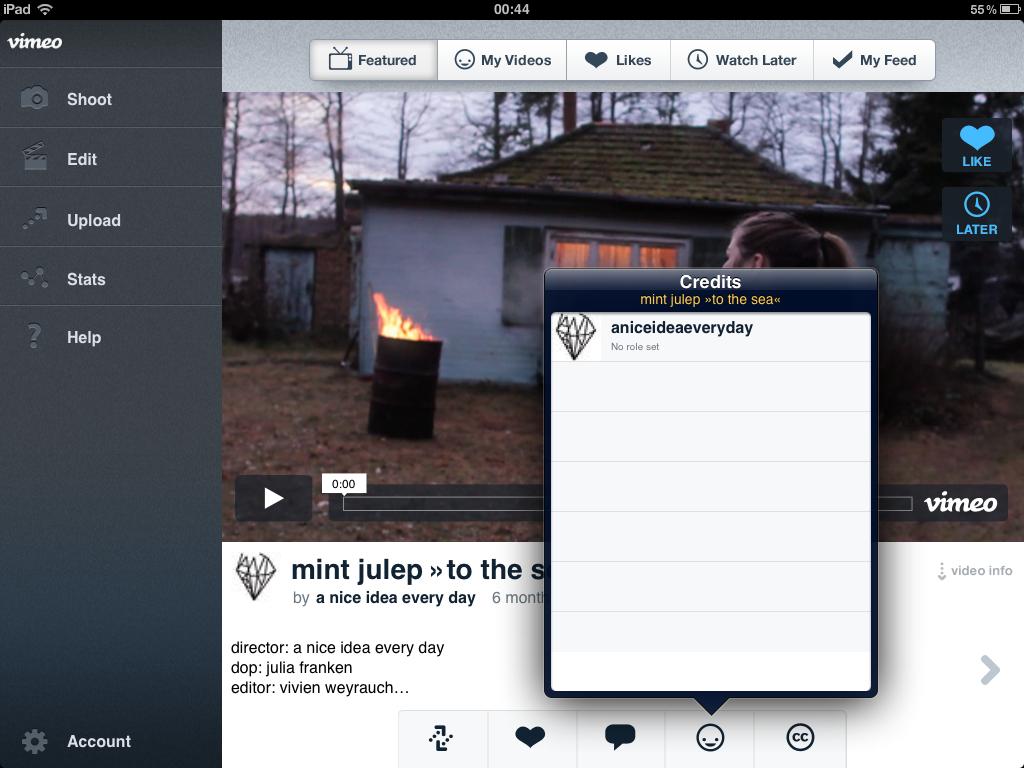 iPad
00:44
55%
vimeo
Shoot
Edit
Upload
Stats
Help
Account
Featured
My Videos
Likes
Watch Later
My Feed
LIKE
LATER
Credits
mint julep »to the sea«
aniceideaeveryday
No role set
0:00
vimeo
mint julep »to the s
by a nice idea every day 6 mont
video info
director: a nice idea every day
dop: julia franken
editor: vivien weyrauch…
cc